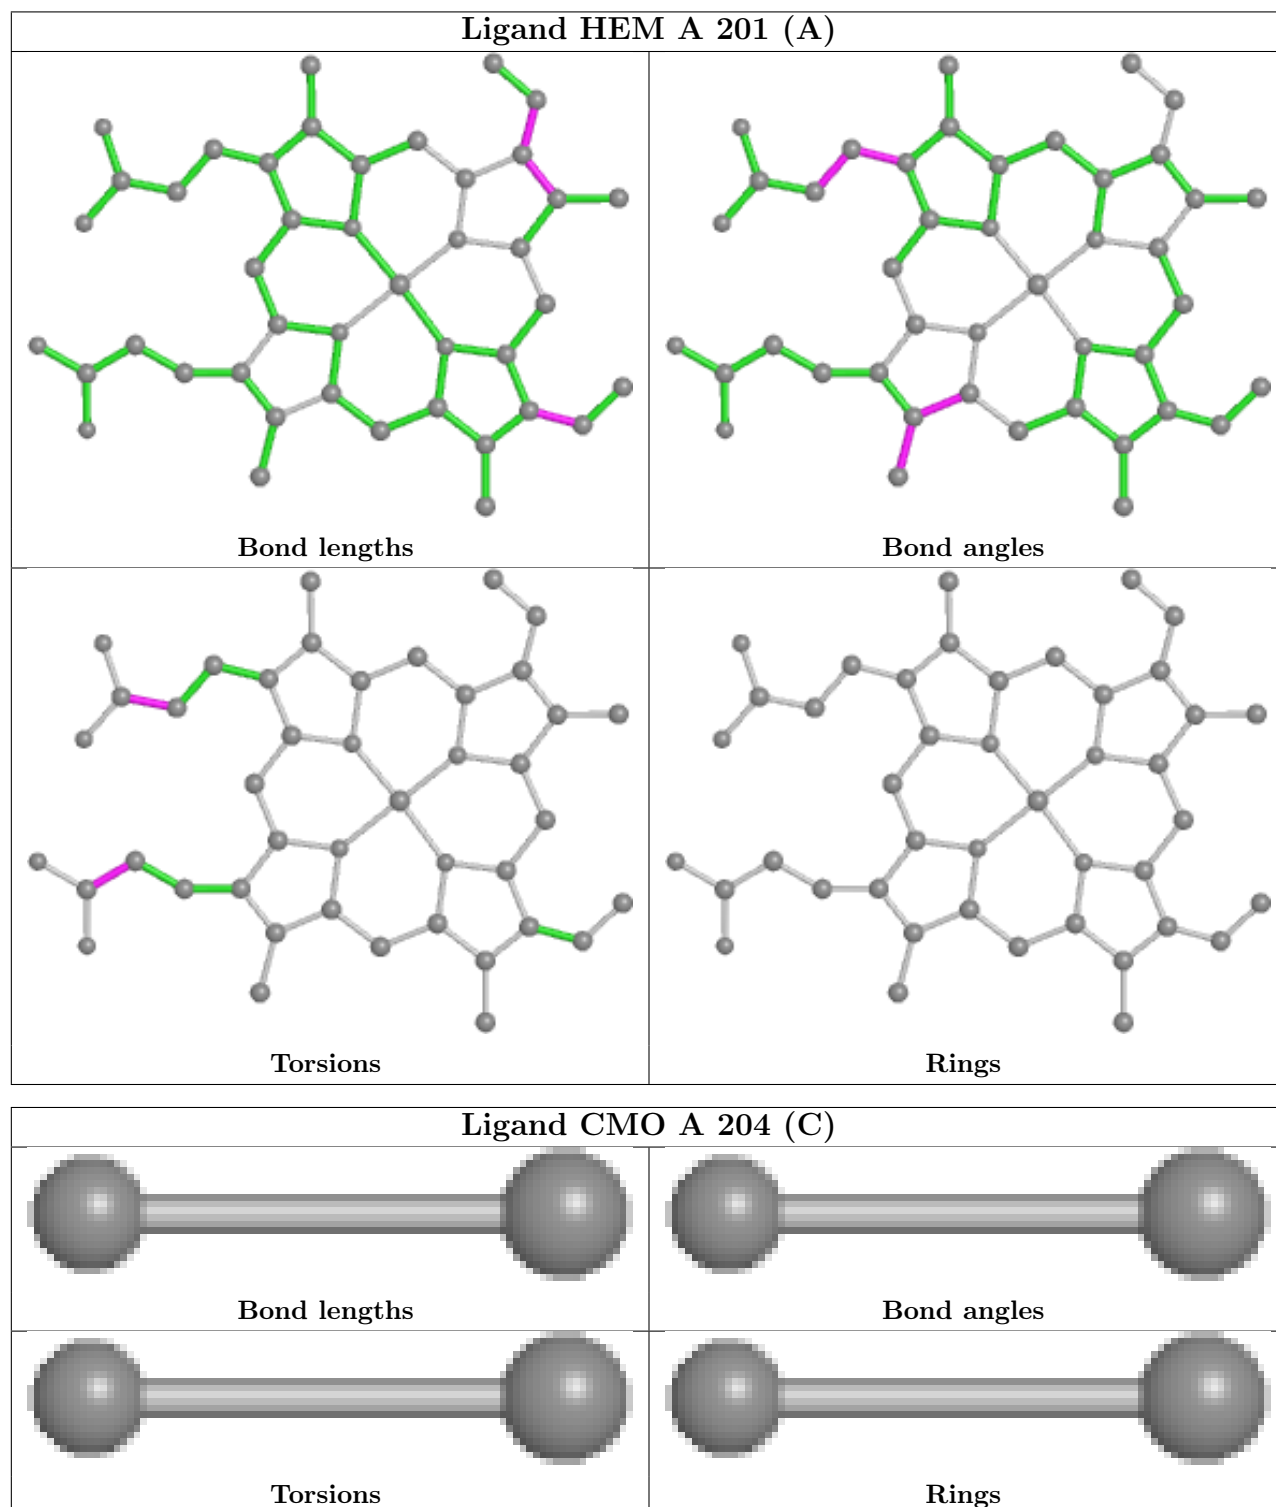 Ligand HEM A 201 (A)
Bond lengths
Bond angles
Torsions
Rings
Ligand CMO A 204 (C)
Bond lengths
Bond angles
Torsions
Rings